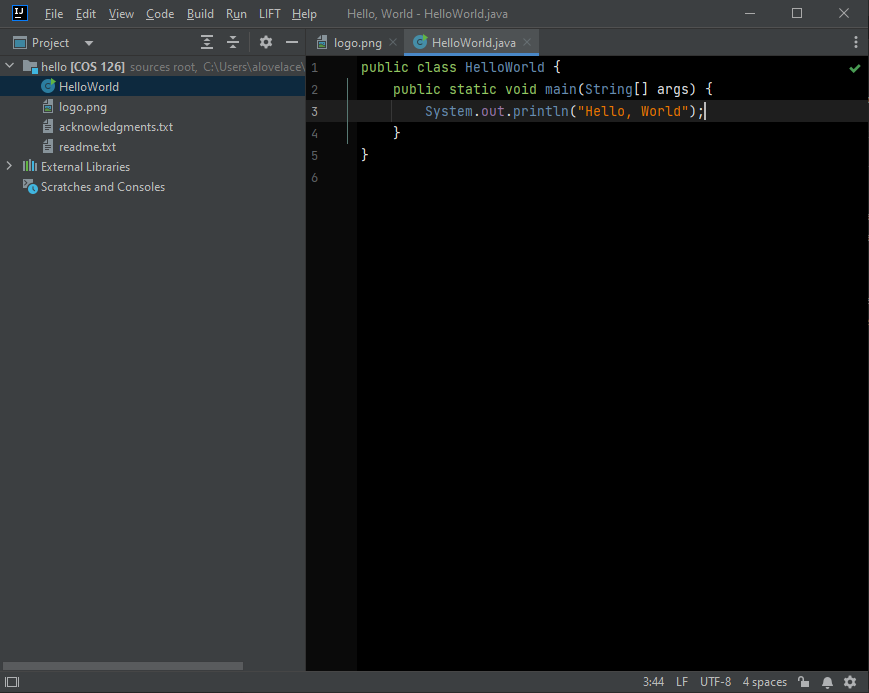 IJ File Edit View Code Build Run LIFT Help Hello, World - HelloWorld.java
Project logo.png HelloWorld.java
hello [COS 126] sources root, C:\Users\alovelace\
HelloWorld
logo.png
acknowledgments.txt
readme.txt
External Libraries
Scratches and Consoles
1 public class HelloWorld {
2     public static void main(String[] args) {
3         System.out.println("Hello, World");
4     }
5 }
6
3:44 LF UTF-8 4 spaces